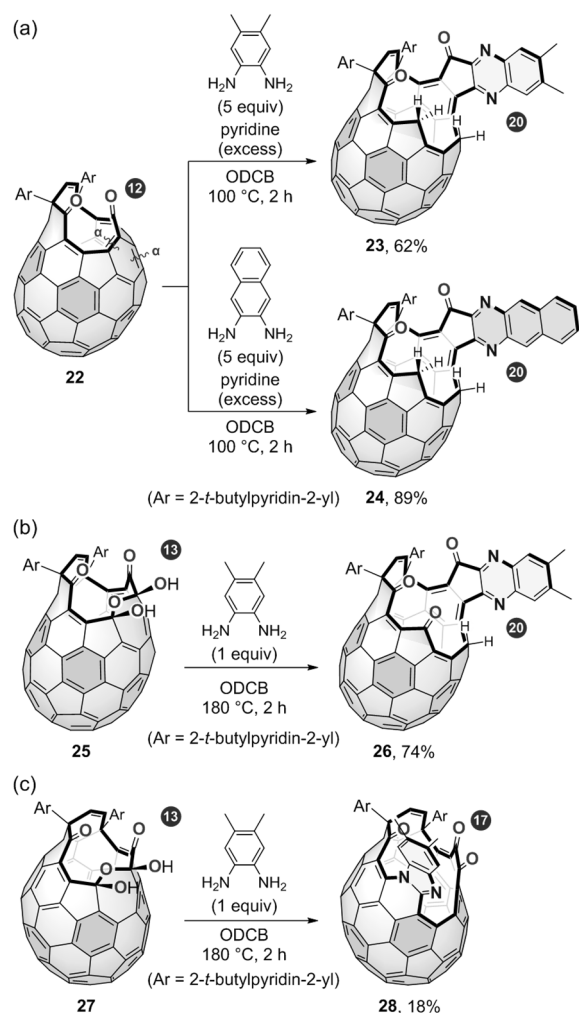 (a)
H₂N NH₂
(5 equiv)
pyridine
(excess)
ODCB
100 °C, 2 h
Ar
Ar
O
O
12
α
α
22
H₂N NH₂
(5 equiv)
pyridine
(excess)
ODCB
100 °C, 2 h
Ar
Ar
O
O
N
N
H
H
H
H
20
23, 62%
Ar
Ar
O
O
N
N
H
H
H
H
20
24, 89%
(Ar = 2-t-butylpyridin-2-yl)
(b)
13
Ar
Ar
O
O
O
OH
OH
25
H₂N NH₂
(1 equiv)
ODCB
180 °C, 2 h
(Ar = 2-t-butylpyridin-2-yl)
Ar
Ar
O
O
O
N
N
H
H
20
26, 74%
(c)
13
Ar
Ar
O
O
O
OH
OH
27
H₂N NH₂
(1 equiv)
ODCB
180 °C, 2 h
(Ar = 2-t-butylpyridin-2-yl)
17
Ar
Ar
O
O
O
N
N
28, 18%